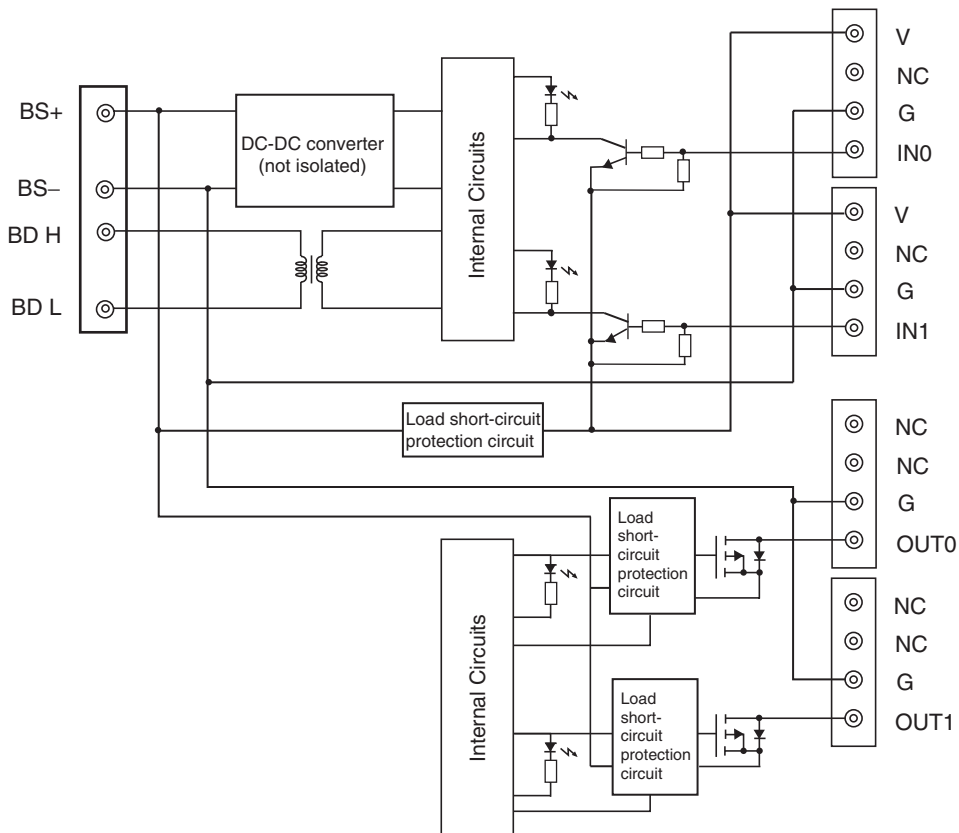 BS+
BS−
BD H
BD L
DC-DC converter
(not isolated)
Internal Circuits
V
NC
G
IN0
V
NC
G
IN1
Load short-circuit
protection circuit
NC
NC
G
OUT0
NC
NC
G
OUT1
Internal Circuits
Load
short-
circuit
protection
circuit
Load
short-
circuit
protection
circuit